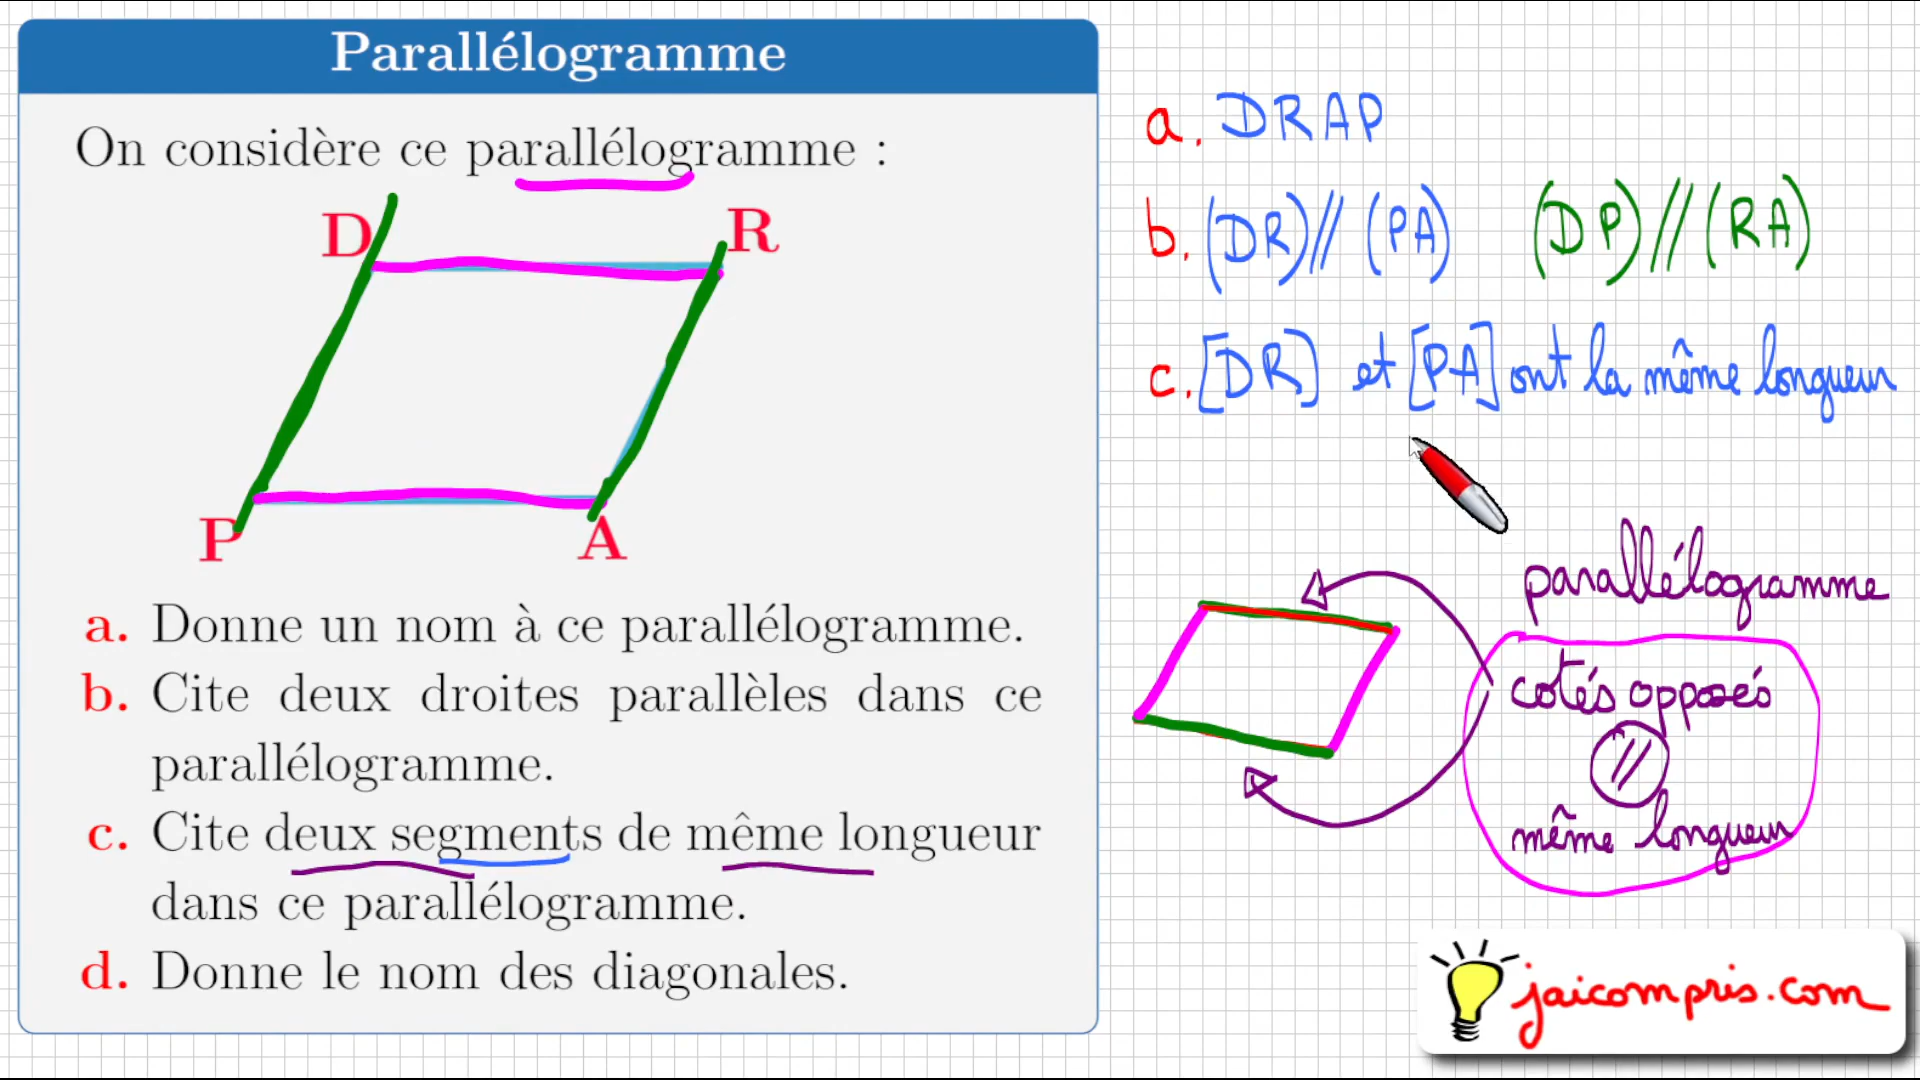 Parallélogramme
On considère ce parallélogramme :
D
R
P
A
a. Donne un nom à ce parallélogramme.
b. Cite deux droites parallèles dans ce
parallélogramme.
c. Cite deux segments de même longueur
dans ce parallélogramme.
d. Donne le nom des diagonales.
a. DRAP
b. (DR) // (PA) (DP) // (RA)
c. [DR] et [PA] ont la même longueur
parallélogramme
cotés opposés
//
même longueur
jaicompris.com